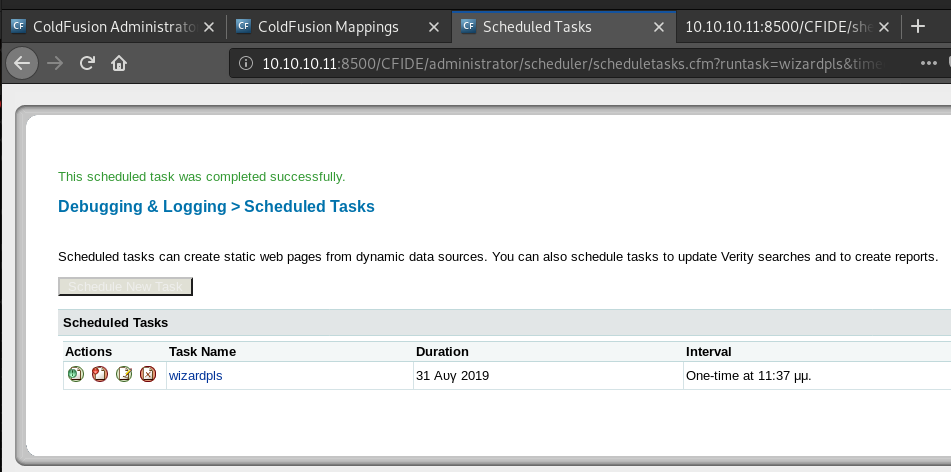 ColdFusion Administrato
ColdFusion Mappings
Scheduled Tasks
10.10.10.11:8500/CFIDE/she
10.10.10.11:8500/CFIDE/administrator/scheduler/scheduletasks.cfm?runtask=wizardpls&time
This scheduled task was completed successfully.
Debugging & Logging > Scheduled Tasks
Scheduled tasks can create static web pages from dynamic data sources. You can also schedule tasks to update Verity searches and to create reports.
Schedule New Task
Scheduled Tasks
Actions Task Name Duration Interval
wizardpls 31 Αυγ 2019 One-time at 11:37 μμ.